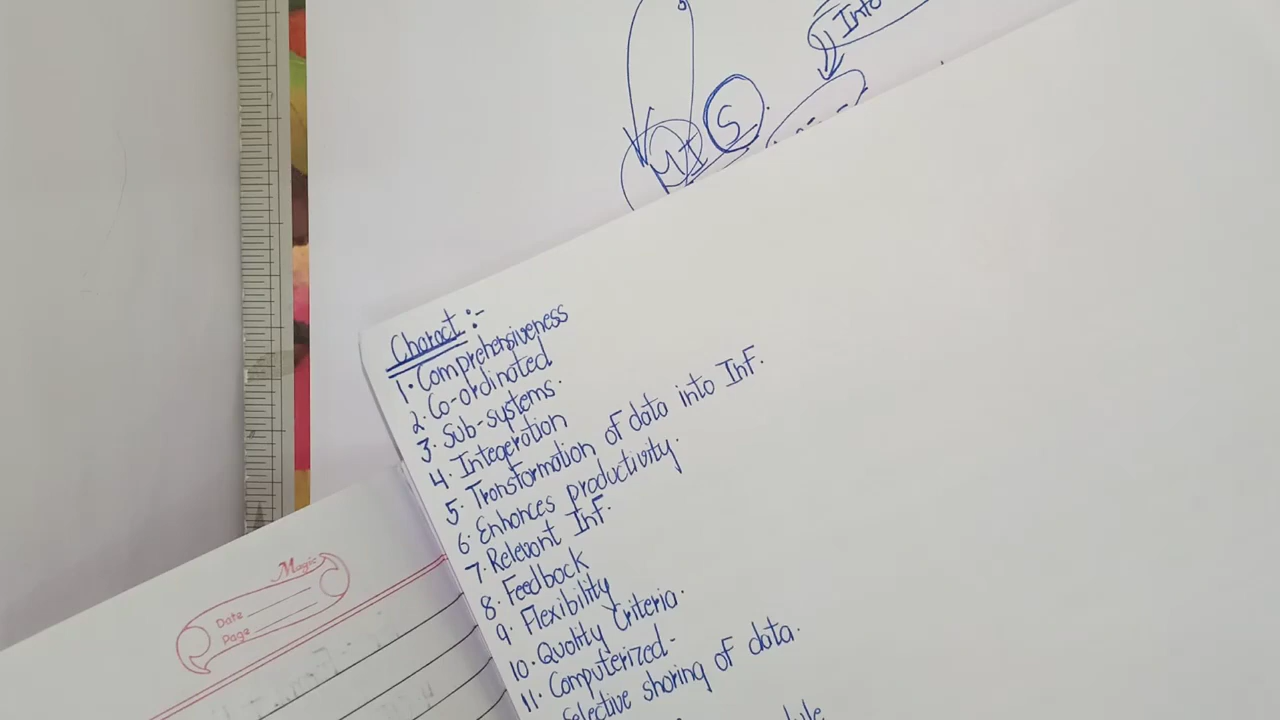 Into
MIS
Charact :-
1. Comprehensiveness
2. Co-ordinated
3. Sub-systems.
4. Integeration
5. Transformation of data into Inf.
6. Enhances productivity.
7. Relevant Inf.
8. Feedback
9. Flexibility
10. Quality Criteria.
11. Computerized -
Selective sharing of data.
Magic
Date
Page